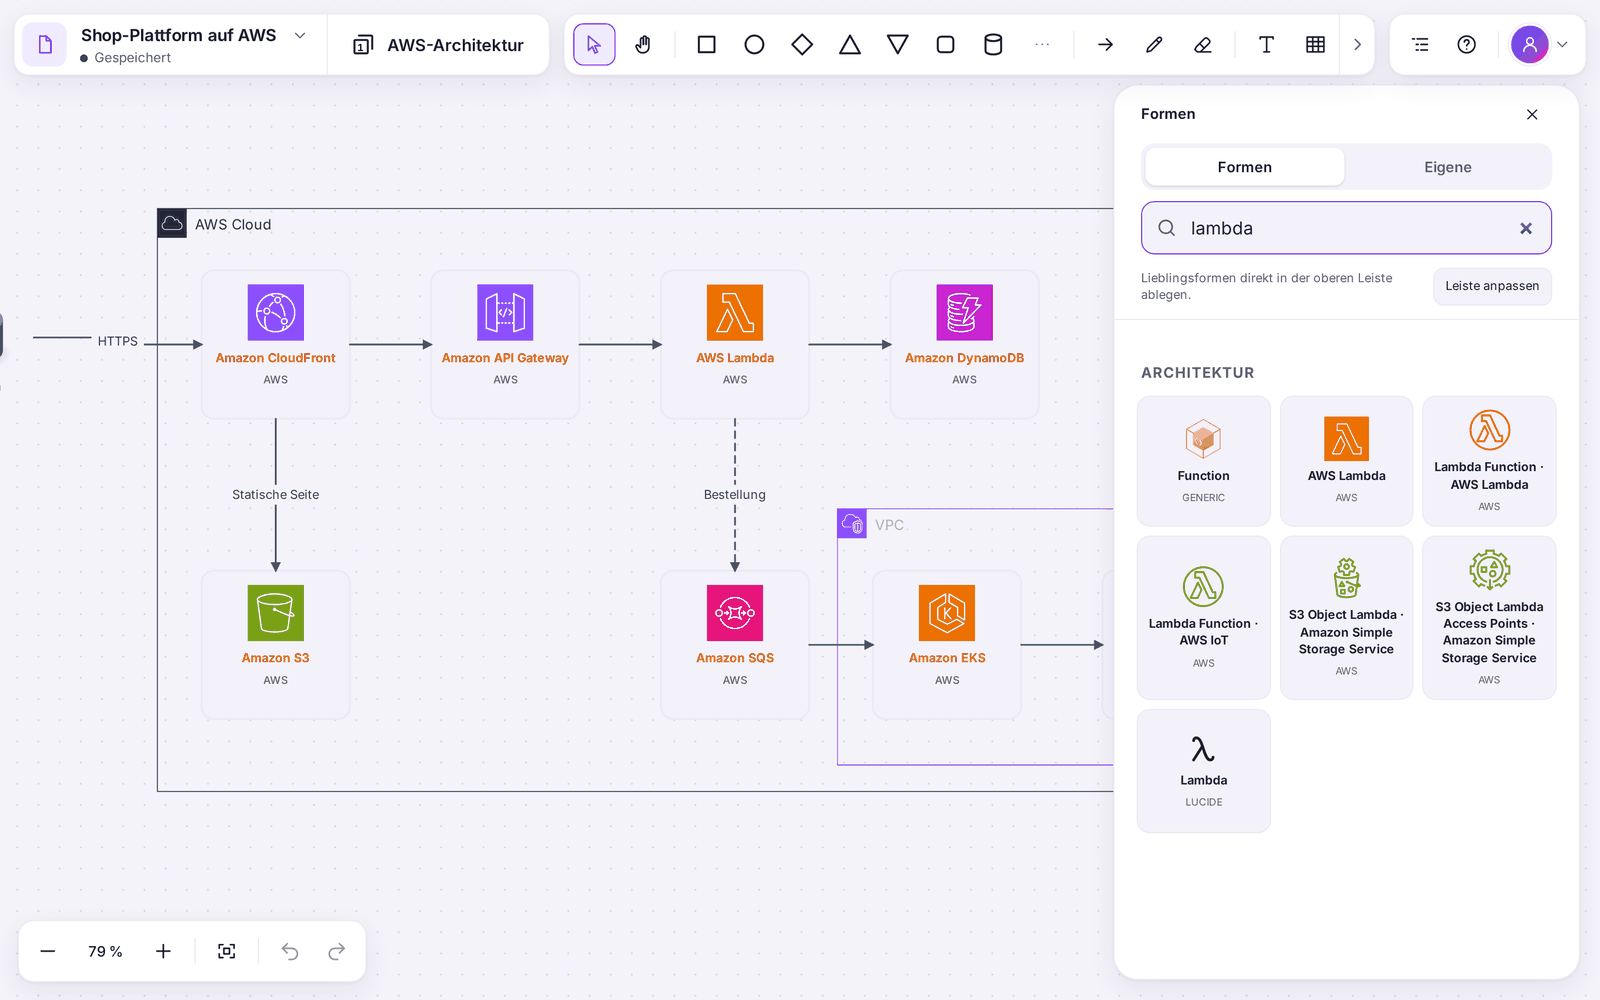 Shop-Plattform auf AWS
Gespeichert
1
AWS-Architektur
Formen
Formen
Eigene
lambda
Lieblingsformen direkt in der oberen Leiste
ablegen.
Leiste anpassen
ARCHITEKTUR
Function
GENERIC
AWS Lambda
AWS
Lambda Function ·
AWS Lambda
AWS
Lambda Function ·
AWS IoT
AWS
S3 Object Lambda ·
Amazon Simple
Storage Service
AWS
S3 Object Lambda
Access Points ·
Amazon Simple
Storage Service
AWS
Lambda
LUCIDE
AWS Cloud
HTTPS
Amazon CloudFront
AWS
Amazon API Gateway
AWS
AWS Lambda
AWS
Amazon DynamoDB
AWS
Statische Seite
Bestellung
VPC
Amazon S3
AWS
Amazon SQS
AWS
K
Amazon EKS
AWS
79 %